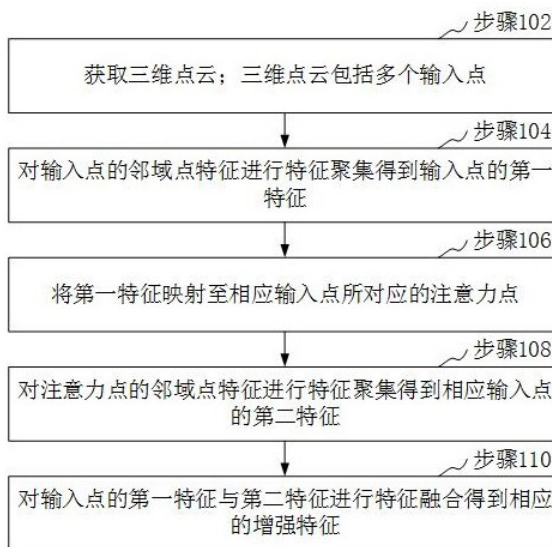 步骤102
获取三维点云；三维点云包括多个输入点
步骤104
对输入点的邻域点特征进行特征聚集得到输入点的第一
特征
步骤106
将第一特征映射至相应输入点所对应的注意力点
步骤108
对注意力点的邻域点特征进行特征聚集得到相应输入点
的第二特征
步骤110
对输入点的第一特征与第二特征进行特征融合得到相应
的增强特征